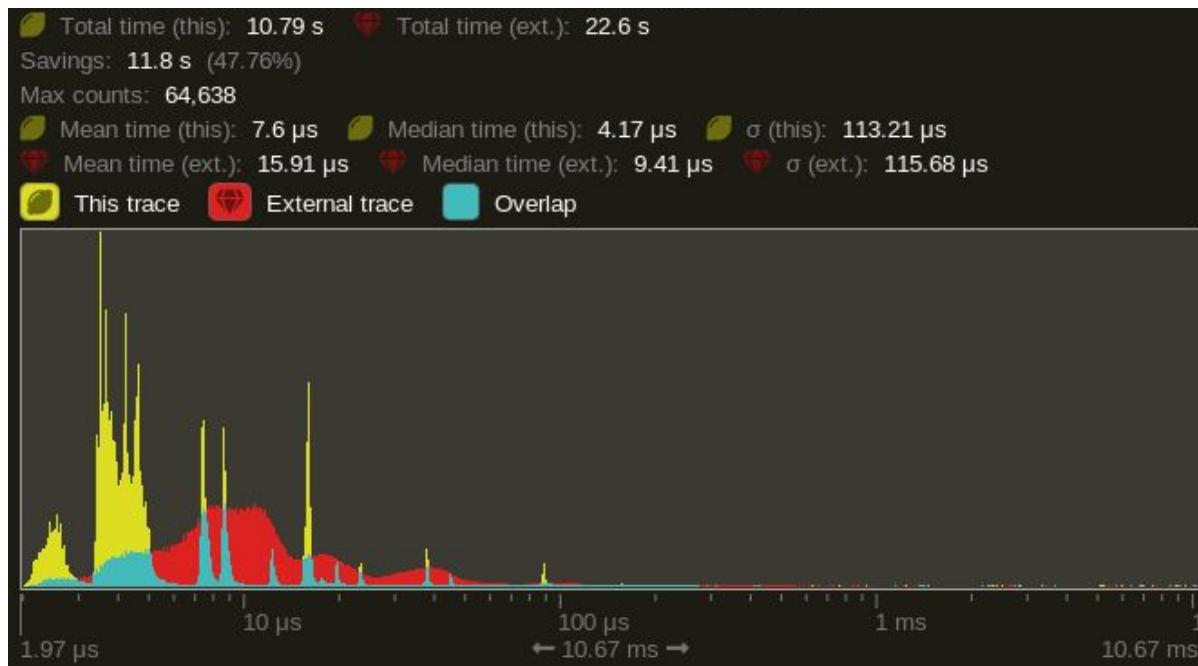 Total time (this): 10.79 s Total time (ext.): 22.6 s
Savings: 11.8 s (47.76%)
Max counts: 64,638
Mean time (this): 7.6 μs Median time (this): 4.17 μs σ (this): 113.21 μs
Mean time (ext.): 15.91 μs Median time (ext.): 9.41 μs σ (ext.): 115.68 μs
This trace External trace Overlap
10 μs 100 μs 1 ms 1
1.97 μs 10.67 ms 10.67 ms